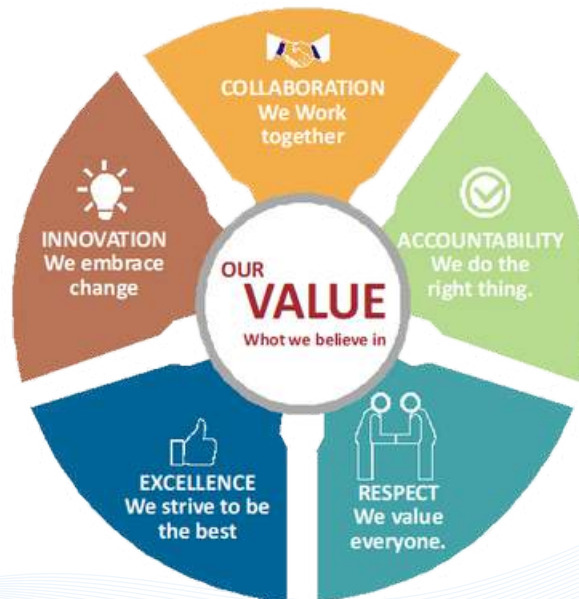 COLLABORATION
We Work
together
ACCOUNTABILITY
We do the
right thing.
RESPECT
We value
everyone.
EXCELLENCE
We strive to be
the best
INNOVATION
We embrace
change
OUR
VALUE
Whot we believe in